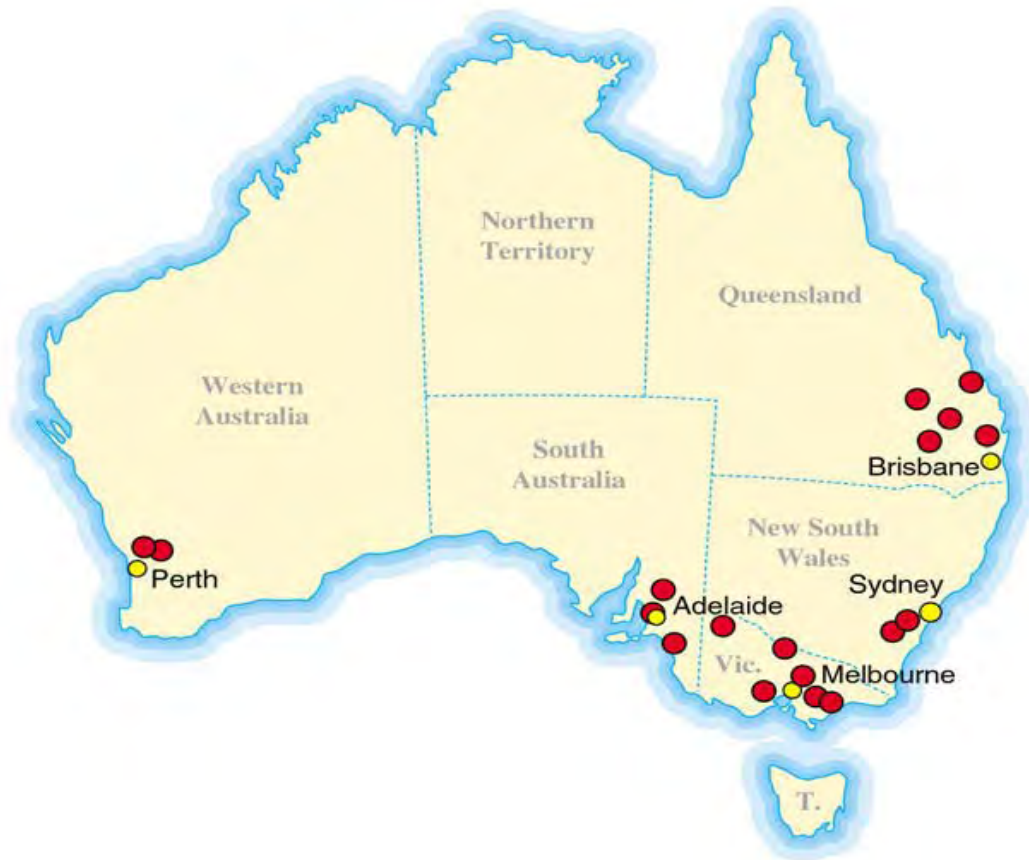 Northern
Territory
Queensland
Western
Australia
South
Australia
Brisbane
New South
Wales
Perth
Sydney
Adelaide
Vic.
Melbourne
T.